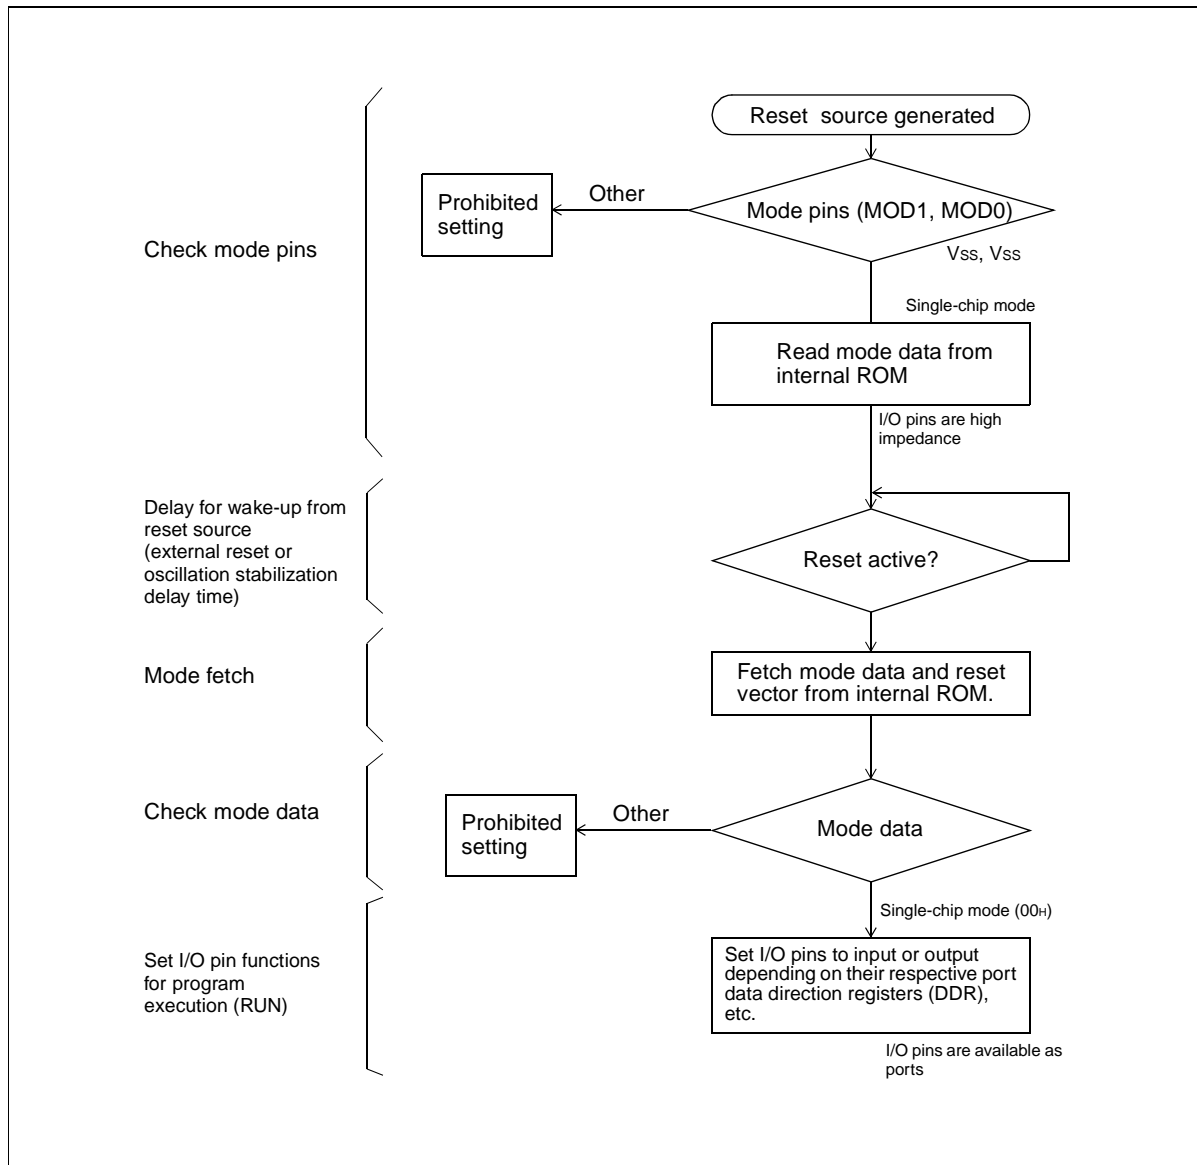 Reset source generated
Other
Prohibited
setting
Mode pins (MOD1, MOD0)
Check mode pins
VSS, VSS
Single-chip mode
Read mode data from
internal ROM
I/O pins are high
impedance
Delay for wake-up from
reset source
(external reset or
oscillation stabilization
delay time)
Reset active?
Mode fetch
Fetch mode data and reset
vector from internal ROM.
Check mode data
Prohibited
setting
Other
Mode data
Single-chip mode (00H)
Set I/O pin functions
for program
execution (RUN)
Set I/O pins to input or output
depending on their respective port
data direction registers (DDR),
etc.
I/O pins are available as
ports